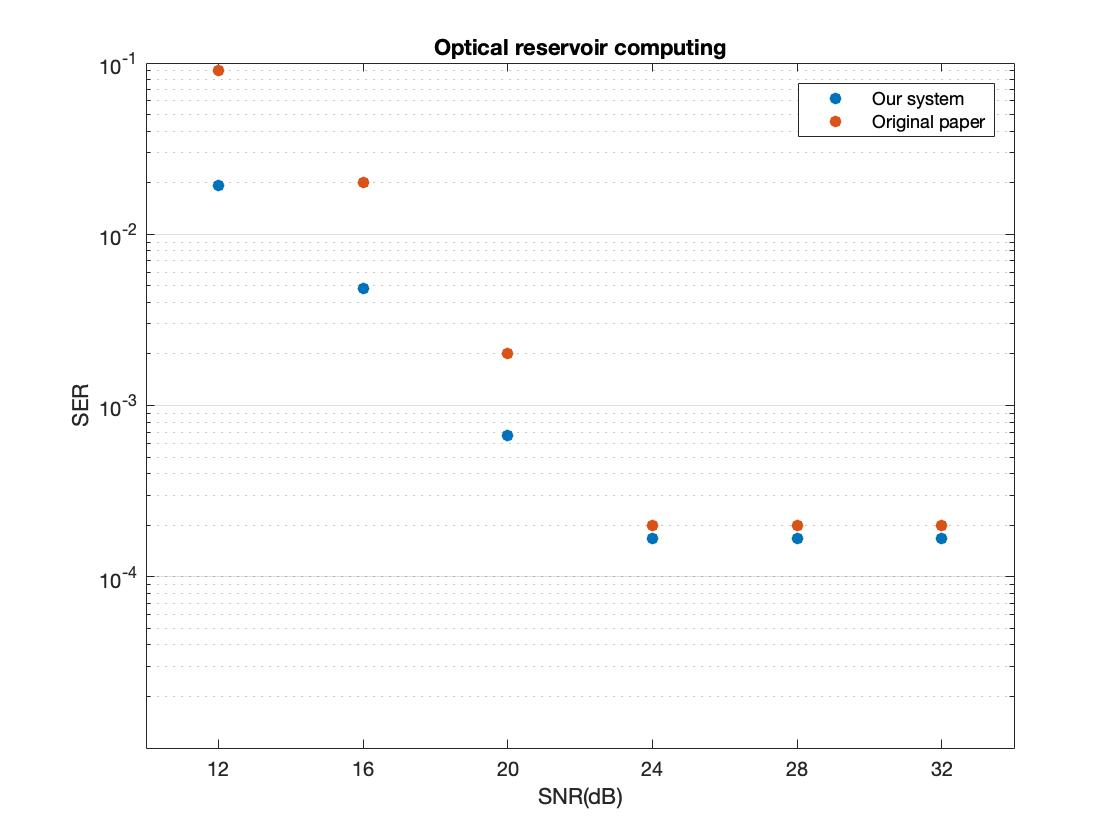 Optical reservoir computing
Our system
Original paper
10^-1
10^-2
10^-3
10^-4
SER
12 16 20 24 28 32
SNR(dB)